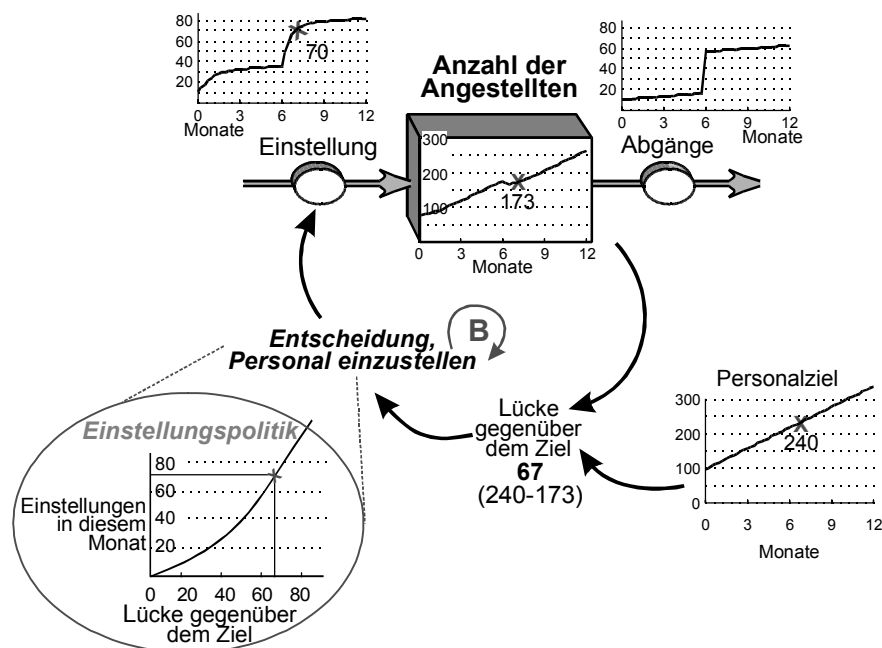 80
60
40
20
70
0 3 6 9 12
Monate
Einstellung
Anzahl der
Angestellten
300
200
100
173
0 3 6 9 12
Monate
80
60
40
20
0 3 6 9 12
Monate
Abgänge
B
Entscheidung,
Personal einzustellen
Einstellungspolitik
80
60
40
20
Einstellungen
in diesem
Monat
0 20 40 60 80
Lücke gegenüber
dem Ziel
Lücke
gegenüber
dem Ziel
67
(240-173)
Personalziel
300
200
100
0
240
0 3 6 9 12
Monate